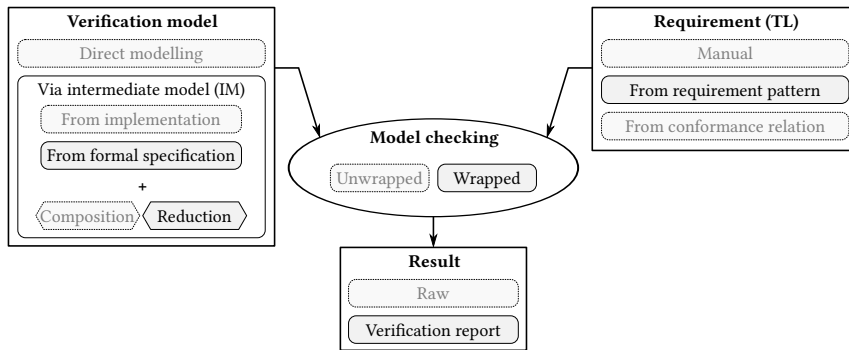 Verification model
Direct modelling
Via intermediate model (IM)
From implementation
From formal specification
+
Composition Reduction
Requirement (TL)
Manual
From requirement pattern
From conformance relation
Model checking
Unwrapped Wrapped
Result
Raw
Verification report